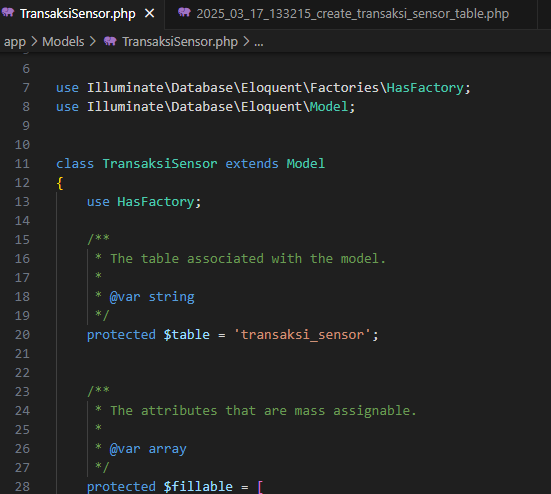 TransaksiSensor.php
2025_03_17_133215_create_transaksi_sensor_table.php
app > Models > TransaksiSensor.php > ...
6
7 use Illuminate\Database\Eloquent\Factories\HasFactory;
8 use Illuminate\Database\Eloquent\Model;
9
10
11 class TransaksiSensor extends Model
12 {
13     use HasFactory;
14
15     /**
16      * The table associated with the model.
17      *
18      * @var string
19      */
20     protected $table = 'transaksi_sensor';
21
22
23     /**
24      * The attributes that are mass assignable.
25      *
26      * @var array
27      */
28     protected $fillable = [